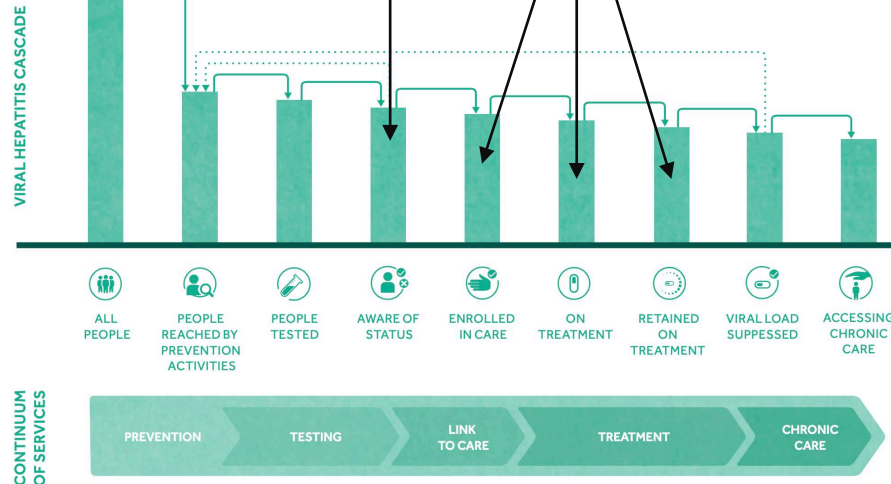 VIRAL HEPATITIS CASCADE
ALL
PEOPLE
PEOPLE
REACHED BY
PREVENTION
ACTIVITIES
PEOPLE
TESTED
AWARE OF
STATUS
ENROLLED
IN CARE
ON
TREATMENT
RETAINED
ON
TREATMENT
VIRAL LOAD
SUPPRESSED
ACCESSING
CHRONIC
CARE
CONTINUUM
OF SERVICES
PREVENTION
TESTING
LINK
TO CARE
TREATMENT
CHRONIC
CARE